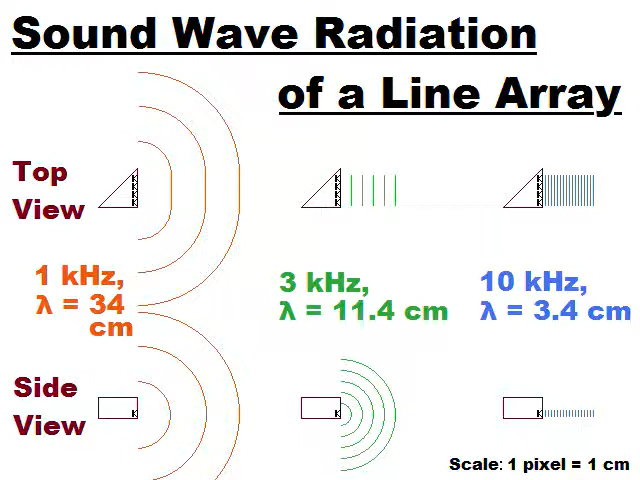 Sound Wave Radiation
of a Line Array
Top
View
1 kHz,
λ = 34
cm
3 kHz,
λ = 11.4 cm
10 kHz,
λ = 3.4 cm
Side
View
Scale: 1 pixel = 1 cm